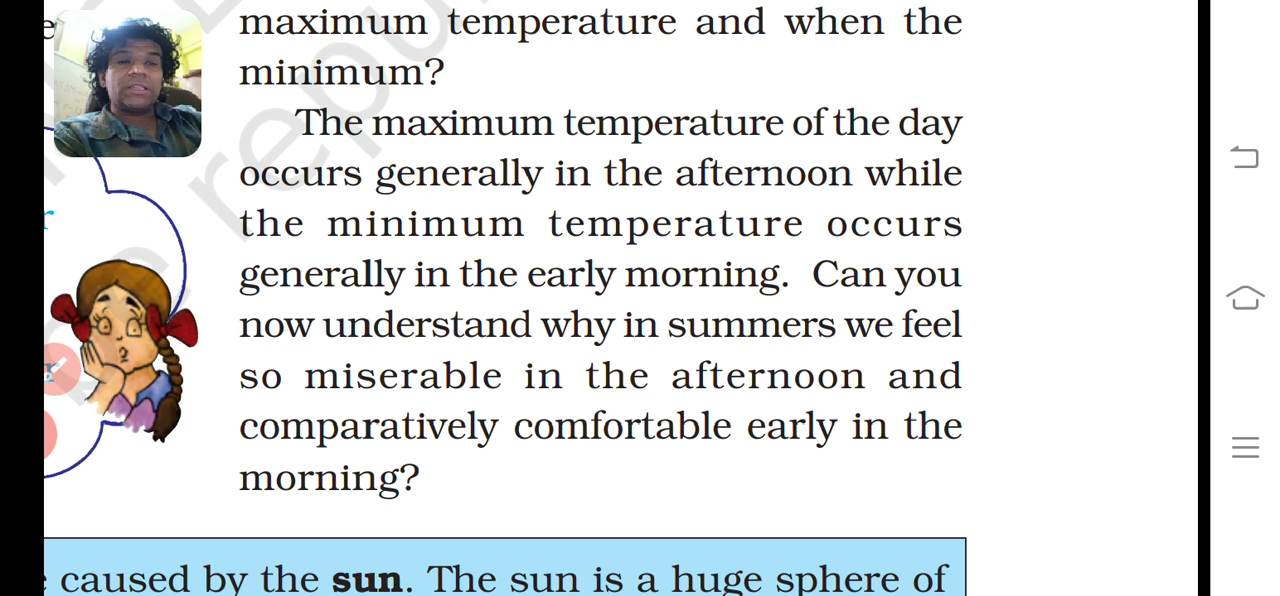 maximum temperature and when the
minimum?
The maximum temperature of the day
occurs generally in the afternoon while
the minimum temperature occurs
generally in the early morning. Can you
now understand why in summers we feel
so miserable in the afternoon and
comparatively comfortable early in the
morning?
caused by the sun. The sun is a huge sphere of